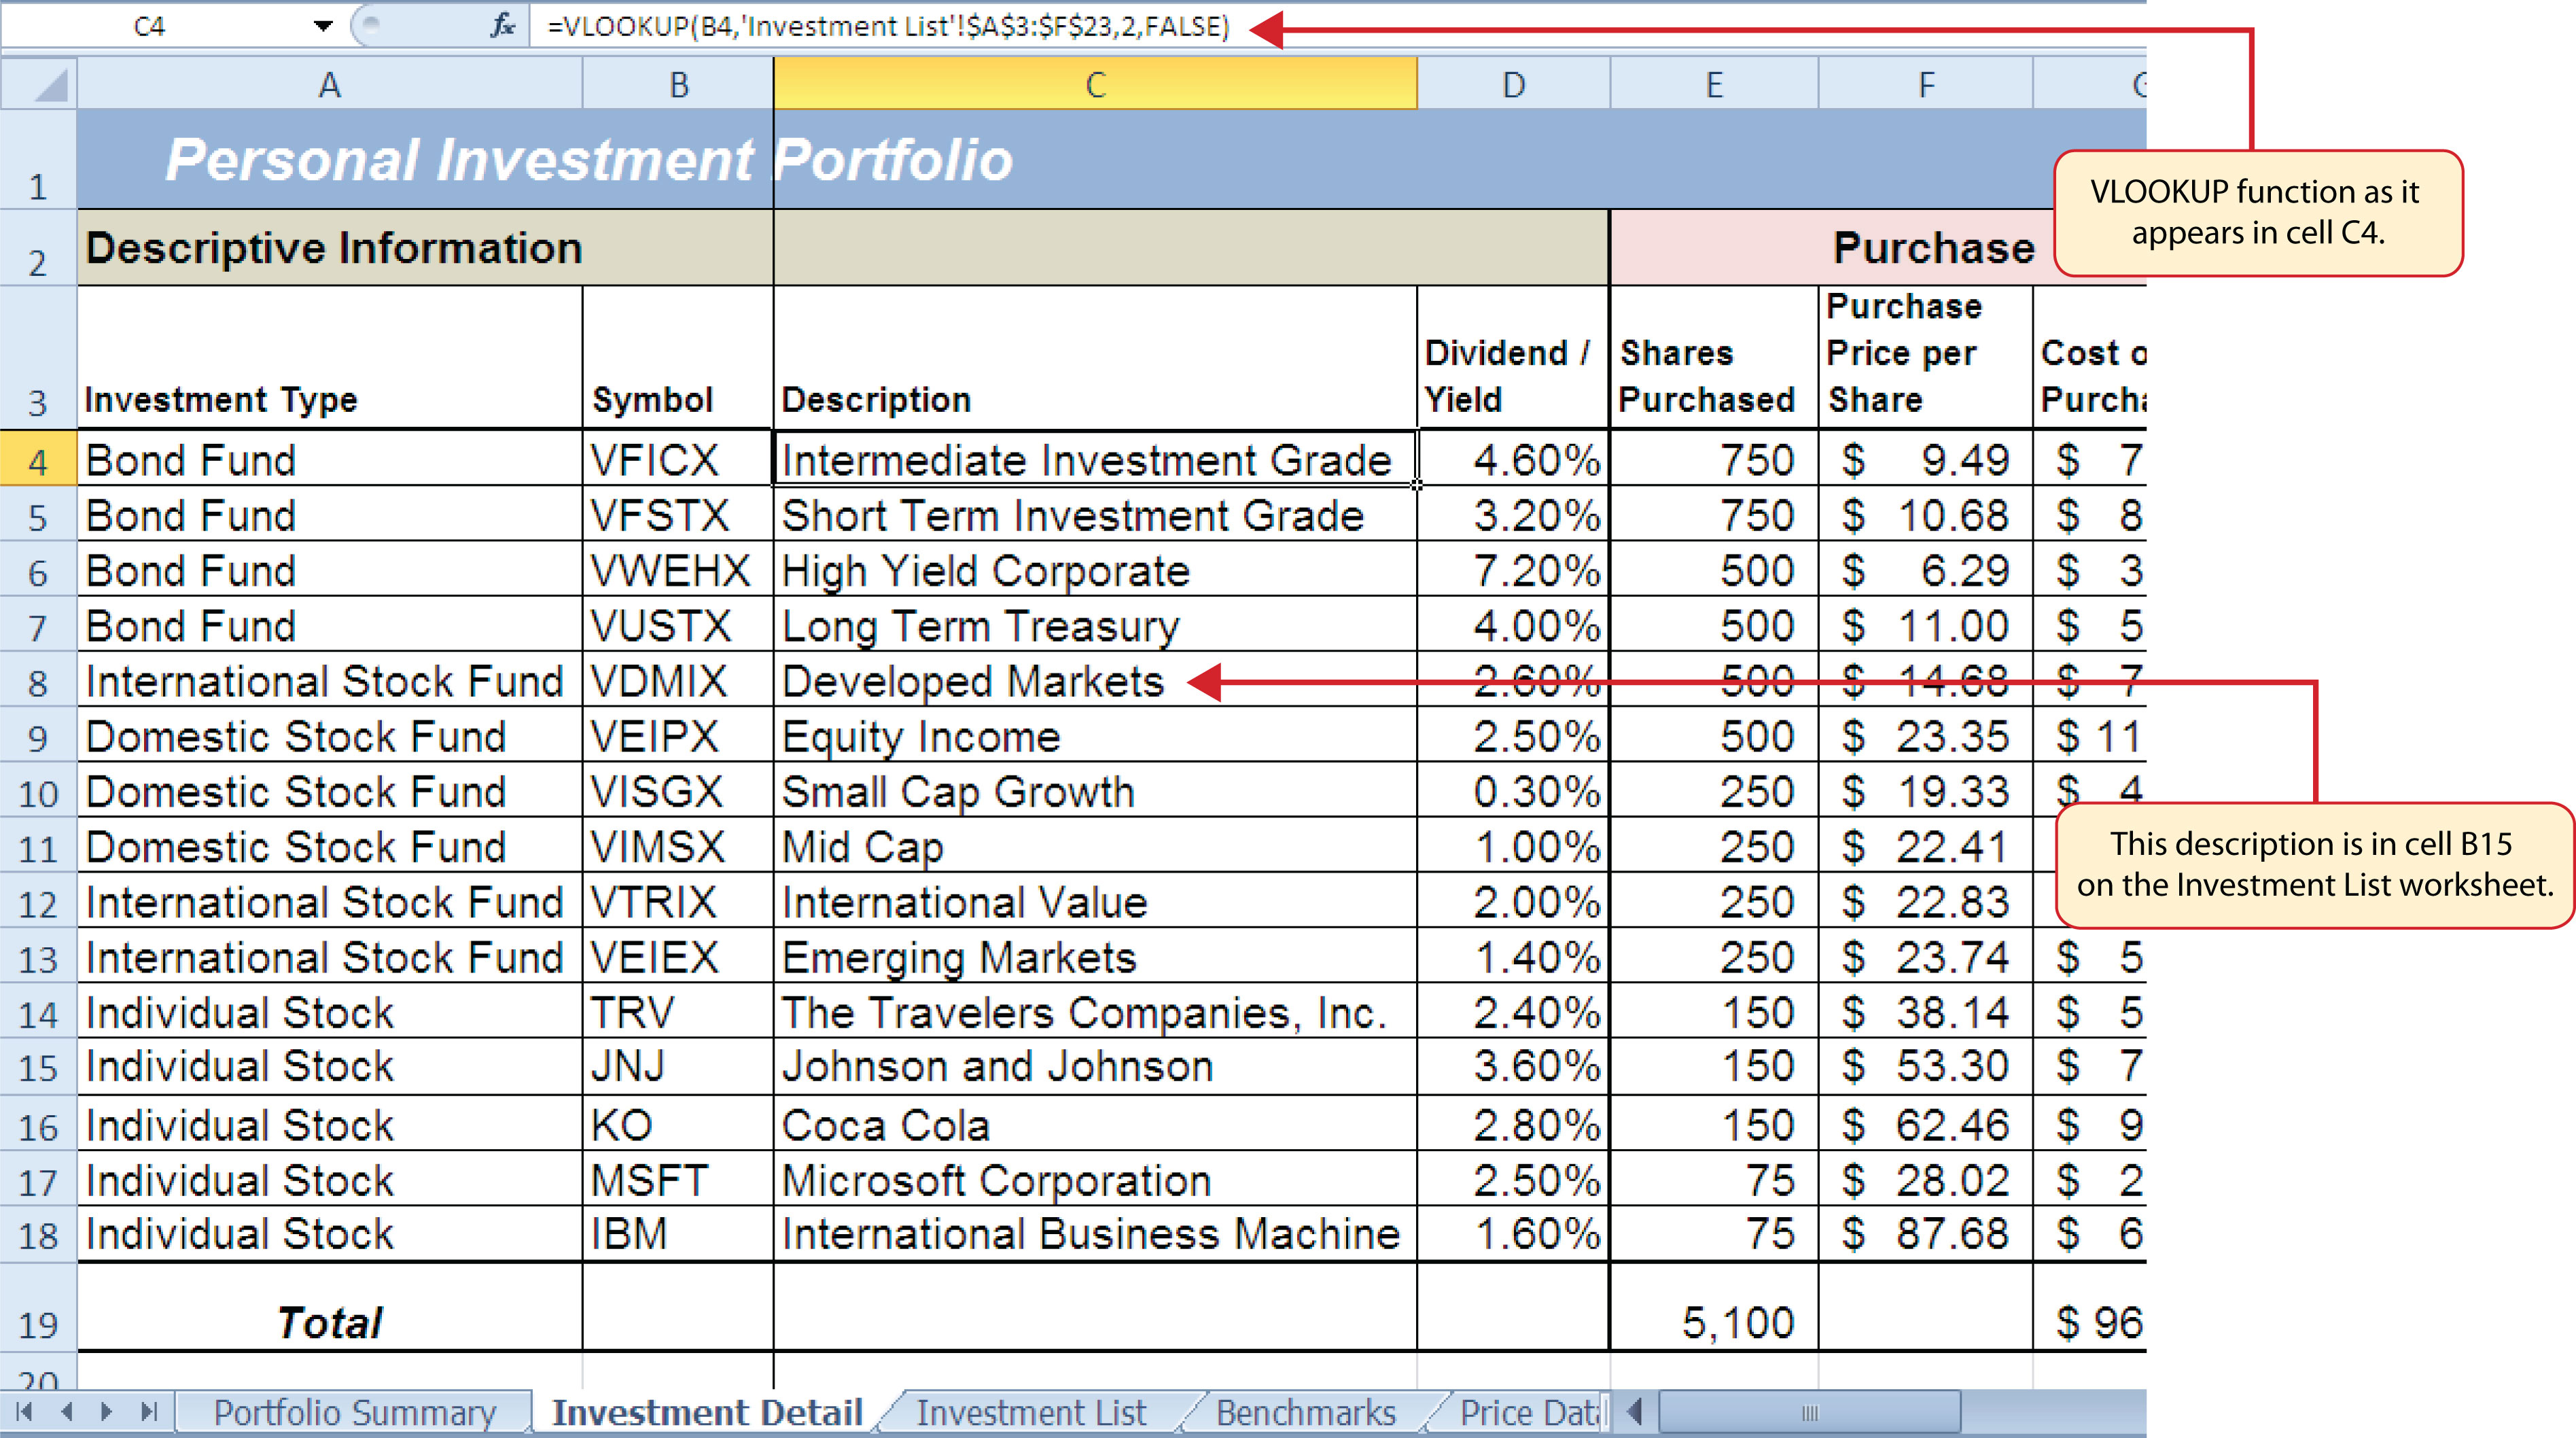 C4 fx =VLOOKUP(B4,'Investment List'!$A$3:$F$23,2,FALSE)
A B C D E F
VLOOKUP function as it
appears in cell C4.
1 Personal Investment Portfolio
2 Descriptive Information Purchase
Purchase
Dividend / Shares Price per Cost o
3 Investment Type Symbol Description Yield Purchased Share Purcha
4 Bond Fund VFICX Intermediate Investment Grade 4.60% 750 $ 9.49 $ 7
5 Bond Fund VFSTX Short Term Investment Grade 3.20% 750 $ 10.68 $ 8
6 Bond Fund VWEHX High Yield Corporate 7.20% 500 $ 6.29 $ 3
7 Bond Fund VUSTX Long Term Treasury 4.00% 500 $ 11.00 $ 5
8 International Stock Fund VDMIX Developed Markets 2.60% 500 $ 14.68 $ 7
9 Domestic Stock Fund VEIPX Equity Income 2.50% 500 $ 23.35 $ 11
10 Domestic Stock Fund VISGX Small Cap Growth 0.30% 250 $ 19.33 $ 4
11 Domestic Stock Fund VIMSX Mid Cap 1.00% 250 $ 22.41
This description is in cell B15
on the Investment List worksheet.
12 International Stock Fund VTRIX International Value 2.00% 250 $ 22.83
13 International Stock Fund VEIEX Emerging Markets 1.40% 250 $ 23.74 $ 5
14 Individual Stock TRV The Travelers Companies, Inc. 2.40% 150 $ 38.14 $ 5
15 Individual Stock JNJ Johnson and Johnson 3.60% 150 $ 53.30 $ 7
16 Individual Stock KO Coca Cola 2.80% 150 $ 62.46 $ 9
17 Individual Stock MSFT Microsoft Corporation 2.50% 75 $ 28.02 $ 2
18 Individual Stock IBM International Business Machine 1.60% 75 $ 87.68 $ 6
19 Total 5,100 $ 96
20
Portfolio Summary Investment Detail Investment List Benchmarks Price Data